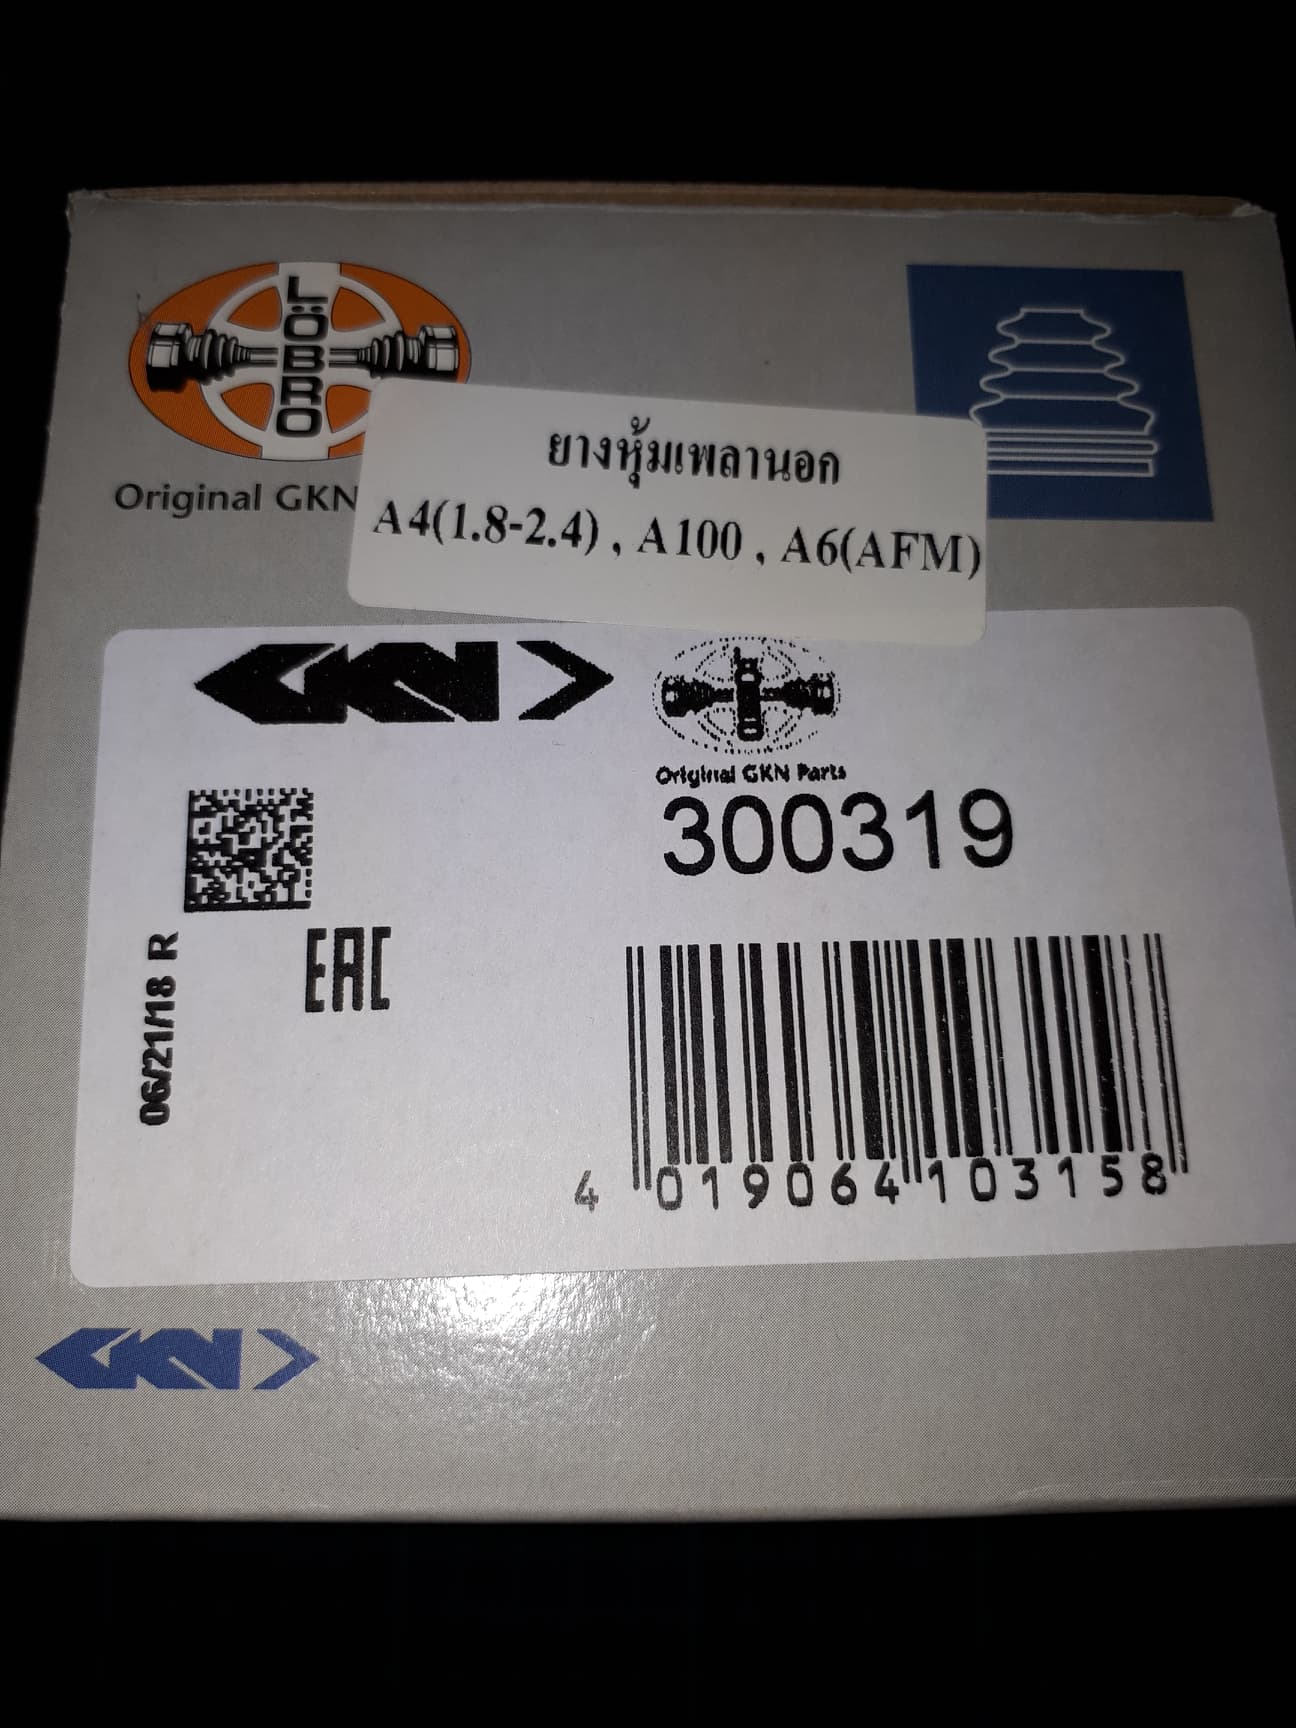 LÖBRO
Original GKN
ยางหุ้มเพลานอก
A4(1.8-2.4) , A100 , A6(AFM)
GKN
Original GKN Parts
300319
06/21/18 R
EAC
4 019064 103158
GKN